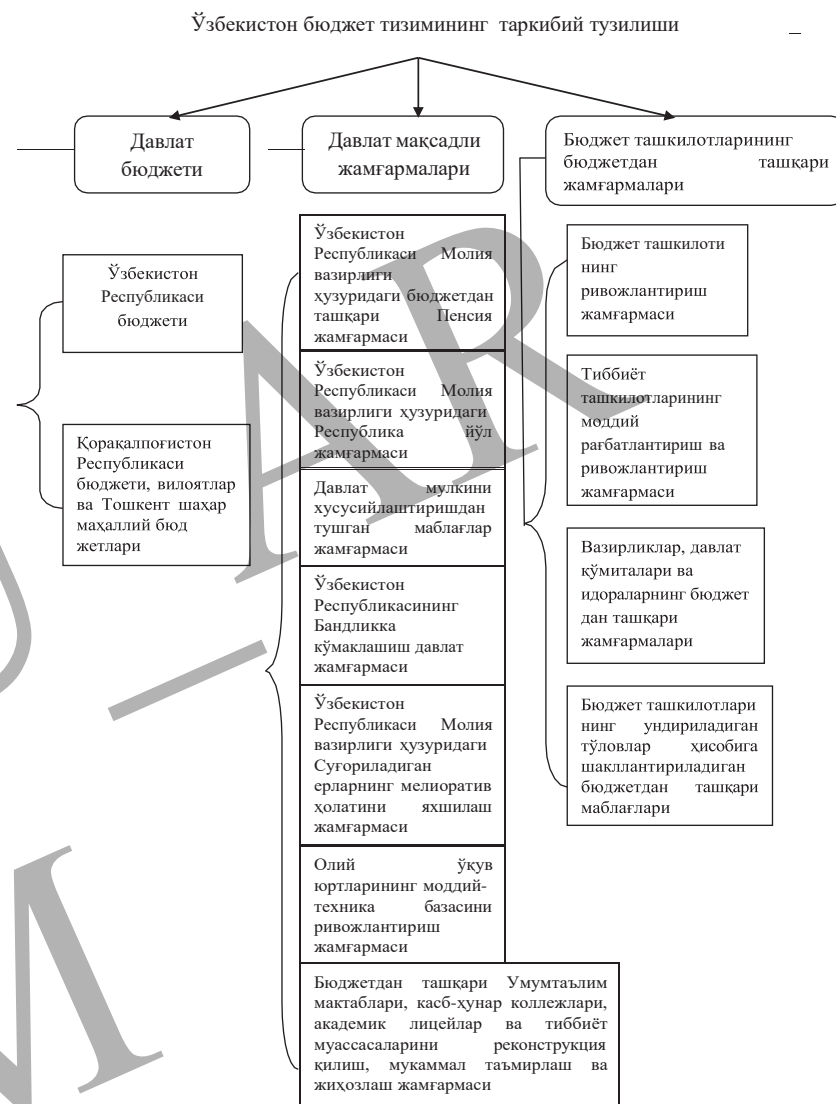 Ўзбекистон бюджет тизимининг таркибий тузилиши
Давлат
бюджети
Давлат мақсадли
жамғармалари
Бюджет ташкилотларининг
бюджетдан ташқари
жамғармалари
Ўзбекистон
Республикаси
бюджети
Қорақалпоғистон
Республикаси
бюджети, вилоятлар
ва Тошкент шаҳар
маҳаллий бюд
жетлари
Ўзбекистон
Республикаси Молия
вазирлиги
ҳузуридаги бюджетдан
ташқари Пенсия
жамғармаси
Ўзбекистон
Республикаси Молия
вазирлиги ҳузуридаги
Республика йўл
жамғармаси
Давлат мулкини
хусусийлаштиришдан
тушган маблағлар
жамғармаси
Ўзбекистон
Республикасининг
Бандликка
кўмаклашиш давлат
жамғармаси
Ўзбекистон
Республикаси Молия
вазирлиги ҳузуридаги
Суғориладиган
ерларнинг мелиоратив
ҳолатини яхшилаш
жамғармаси
Олий ўқув
юртларининг моддий-
техника базасини
ривожлантириш
жамғармаси
Бюджетдан ташқари Умумтаълим
мактаблари, касб-ҳунар коллежлари,
академик лицейлар ва тиббиёт
муассасаларини реконструкция
қилиш, мукаммал таъмирлаш ва
жиҳозлаш жамғармаси
Бюджет ташкилоти
нинг
ривожлантириш
жамғармаси
Тиббиёт
ташкилотларининг
моддий
рағбатлантириш ва
ривожлантириш
жамғармаси
Вазирликлар, давлат
қўмиталари ва
идораларнинг бюджет
дан ташқари
жамғармалари
Бюджет ташкилотлари
нинг ундириладиган
тўловлар ҳисобига
шакллантириладиган
бюджетдан ташқари
маблағлари